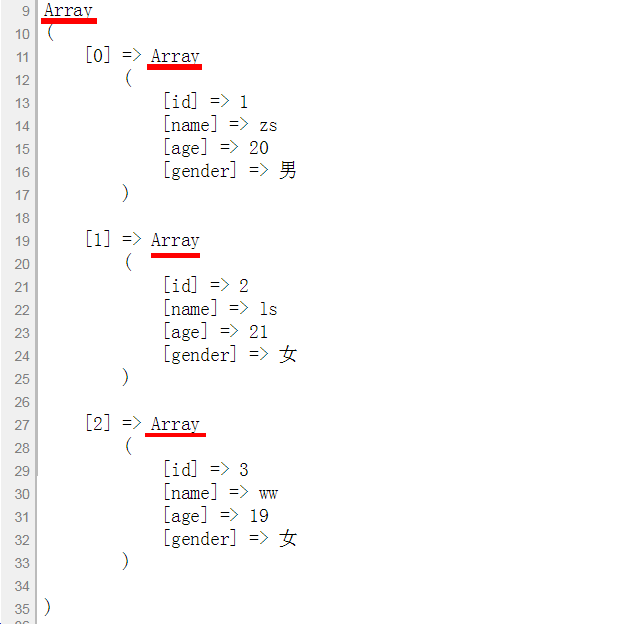 9 Array
10 (
11 [0] => Array
12 (
13 [id] => 1
14 [name] => zs
15 [age] => 20
16 [gender] => 男
17 )
18
19 [1] => Array
20 (
21 [id] => 2
22 [name] => ls
23 [age] => 21
24 [gender] => 女
25 )
26
27 [2] => Array
28 (
29 [id] => 3
30 [name] => ww
31 [age] => 19
32 [gender] => 女
33 )
34
35 )